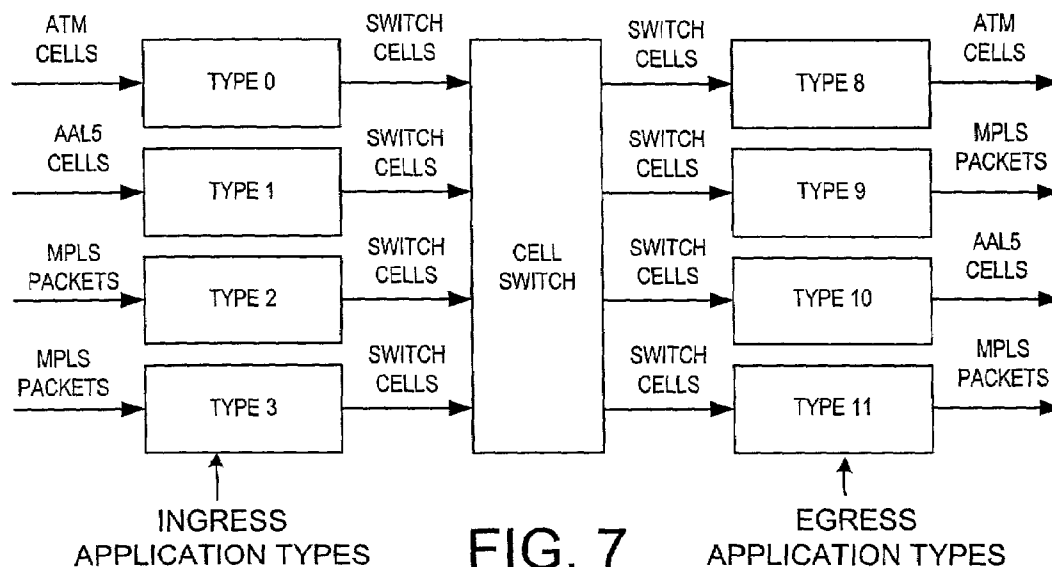 ATM
CELLS
TYPE 0
SWITCH
CELLS
AAL5
CELLS
TYPE 1
SWITCH
CELLS
MPLS
PACKETS
TYPE 2
SWITCH
CELLS
MPLS
PACKETS
TYPE 3
SWITCH
CELLS
CELL
SWITCH
SWITCH
CELLS
TYPE 8
ATM
CELLS
SWITCH
CELLS
TYPE 9
MPLS
PACKETS
SWITCH
CELLS
TYPE 10
AAL5
CELLS
SWITCH
CELLS
TYPE 11
MPLS
PACKETS
INGRESS
APPLICATION TYPES
FIG. 7
EGRESS
APPLICATION TYPES